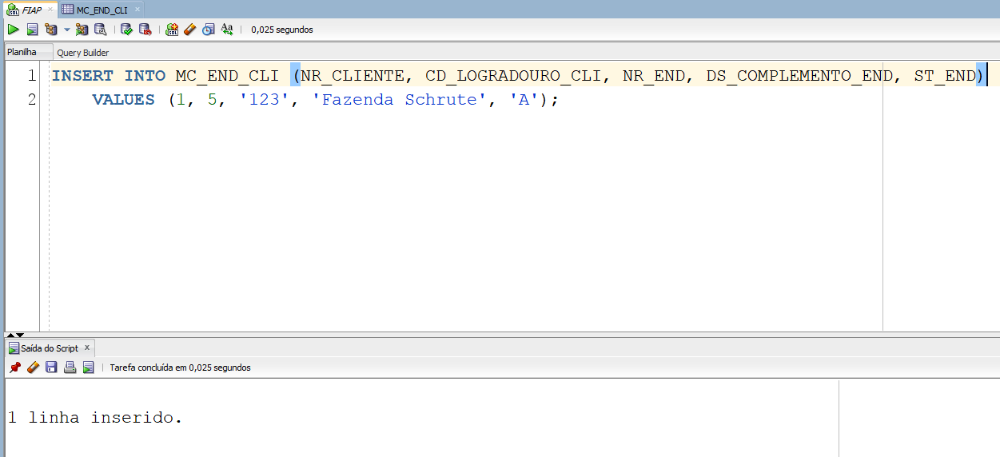 FIAP MC_END_CLI
SQL 0,025 segundos
Planilha Query Builder
1 INSERT INTO MC_END_CLI (NR_CLIENTE, CD_LOGRADOURO_CLI, NR_END, DS_COMPLEMENTO_END, ST_END)
2 VALUES (1, 5, '123', 'Fazenda Schrute', 'A');
Saída do Script x
Tarefa concluída em 0,025 segundos
1 linha inserido.